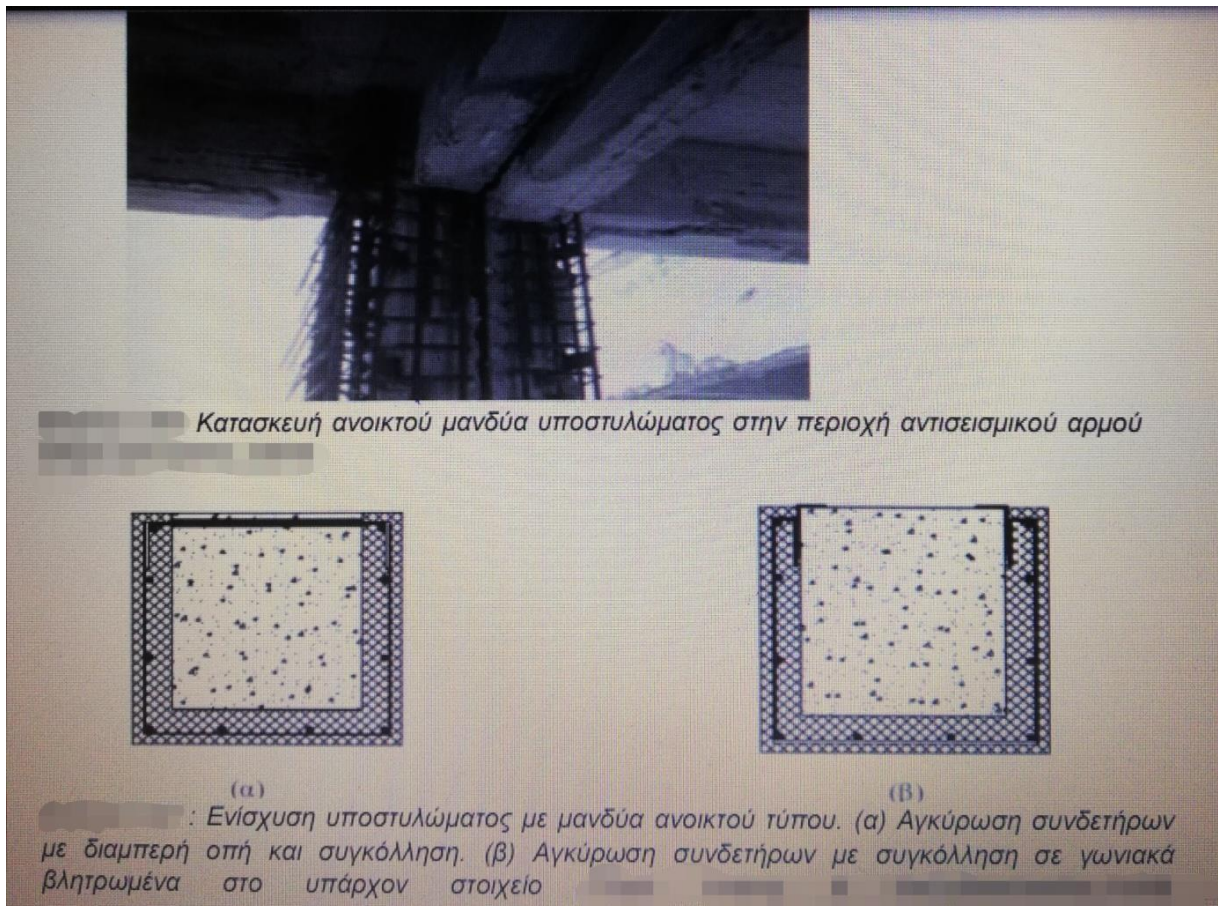 Κατασκευή ανοικτού μανδύα υποστυλώματος στην περιοχή αντισεισμικού αρμού
(α)
(β)
: Ενίσχυση υποστυλώματος με μανδύα ανοικτού τύπου. (α) Αγκύρωση συνδετήρων
με διαμπερή οπή και συγκόλληση. (β) Αγκύρωση συνδετήρων με συγκόλληση σε γωνιακά
βλητρωμένα στο υπάρχον στοιχείο